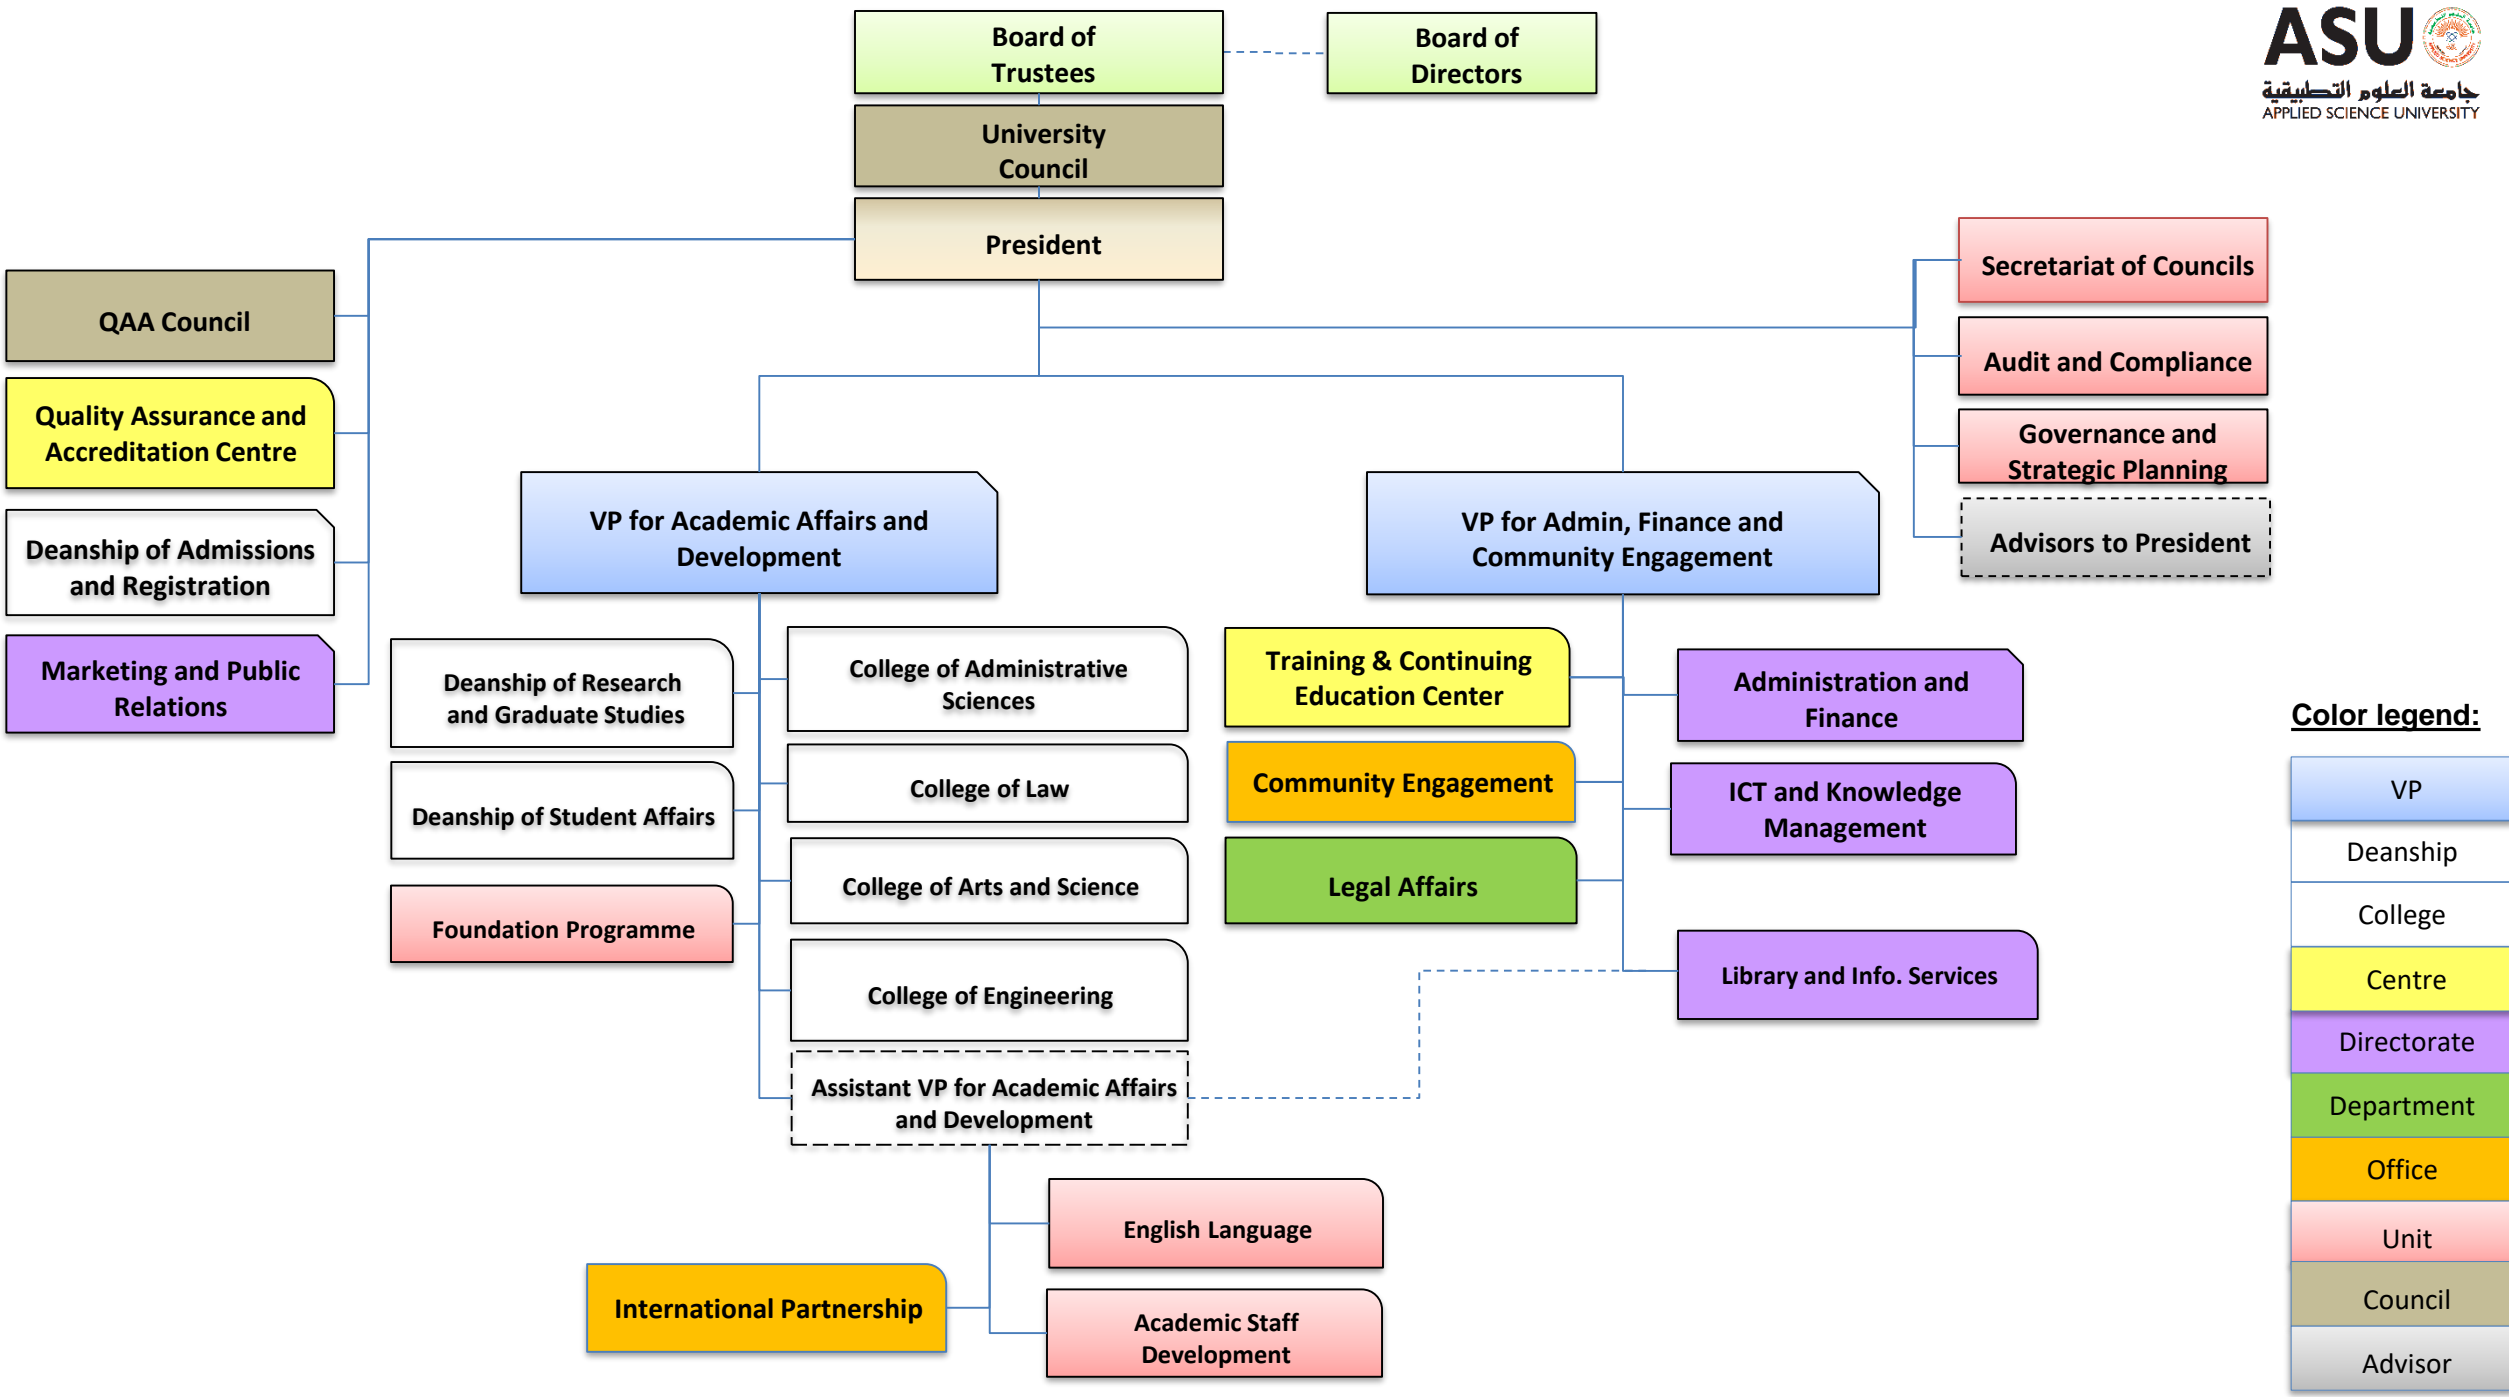 Board of
Trustees
Board of
Directors
ASU
جامعة العلوم التطبيقية
APPLIED SCIENCE UNIVERSITY
University
Council
President
QAA Council
Quality Assurance and
Accreditation Centre
Deanship of Admissions
and Registration
Marketing and Public
Relations
Secretariat of Councils
Audit and Compliance
Governance and
Strategic Planning
Advisors to President
VP for Academic Affairs and
Development
VP for Admin, Finance and
Community Engagement
Deanship of Research
and Graduate Studies
Deanship of Student Affairs
Foundation Programme
College of Administrative
Sciences
College of Law
College of Arts and Science
College of Engineering
Assistant VP for Academic Affairs
and Development
Training & Continuing
Education Center
Community Engagement
Legal Affairs
Administration and
Finance
ICT and Knowledge
Management
Library and Info. Services
English Language
International Partnership
Academic Staff
Development
Color legend:
VP
Deanship
College
Centre
Directorate
Department
Office
Unit
Council
Advisor